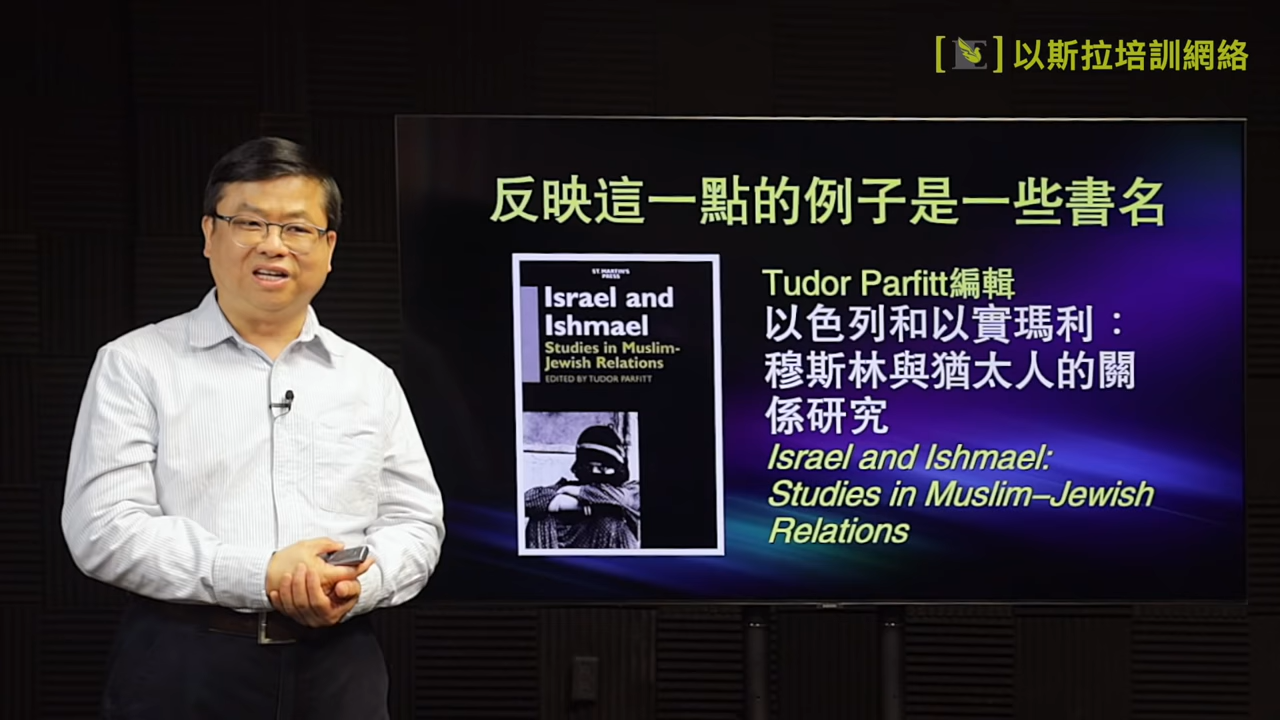 [E] 以斯拉培訓網絡
反映這一點的例子是一些書名
ST. MARTIN'S
PRESS
Israel and
Ishmael
Studies in Muslim-
Jewish Relations
EDITED BY TUDOR PARFITT
Tudor Parfitt編輯
以色列和以實瑪利：
穆斯林與猶太人的關
係研究
Israel and Ishmael:
Studies in Muslim–Jewish
Relations